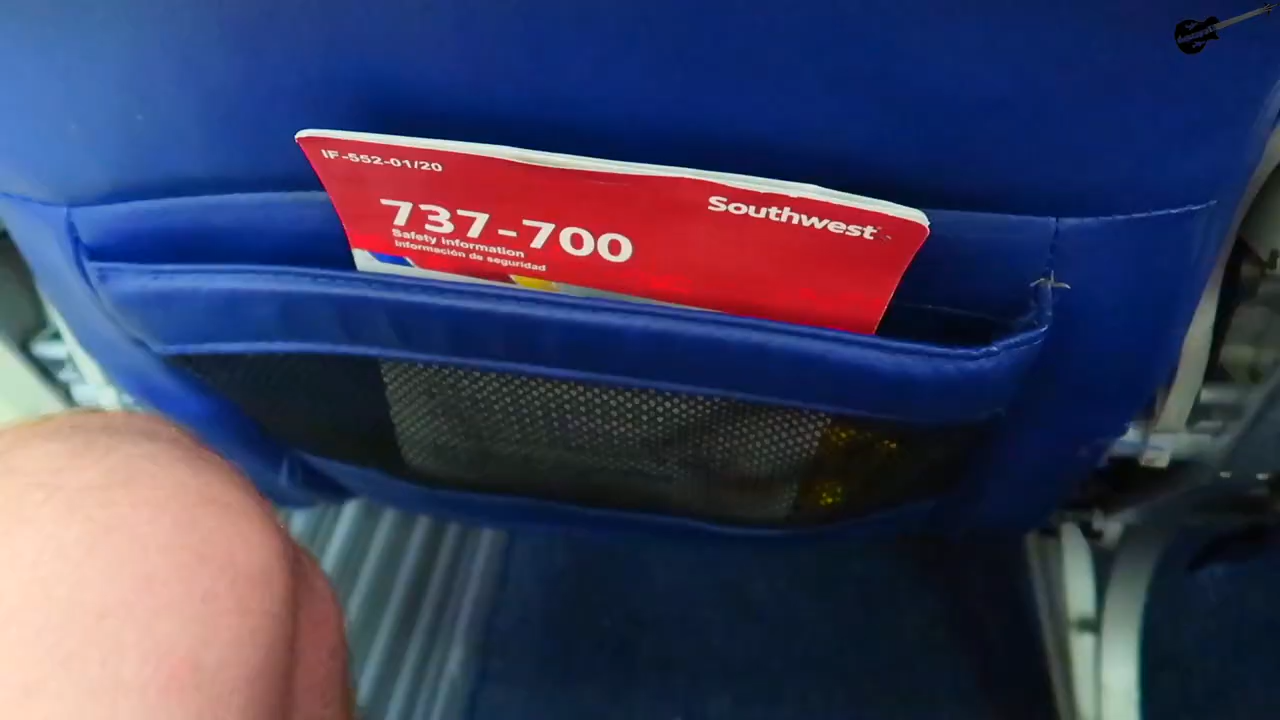 IF-552-01/20
Southwest
737-700
Safety Information
Información de seguridad